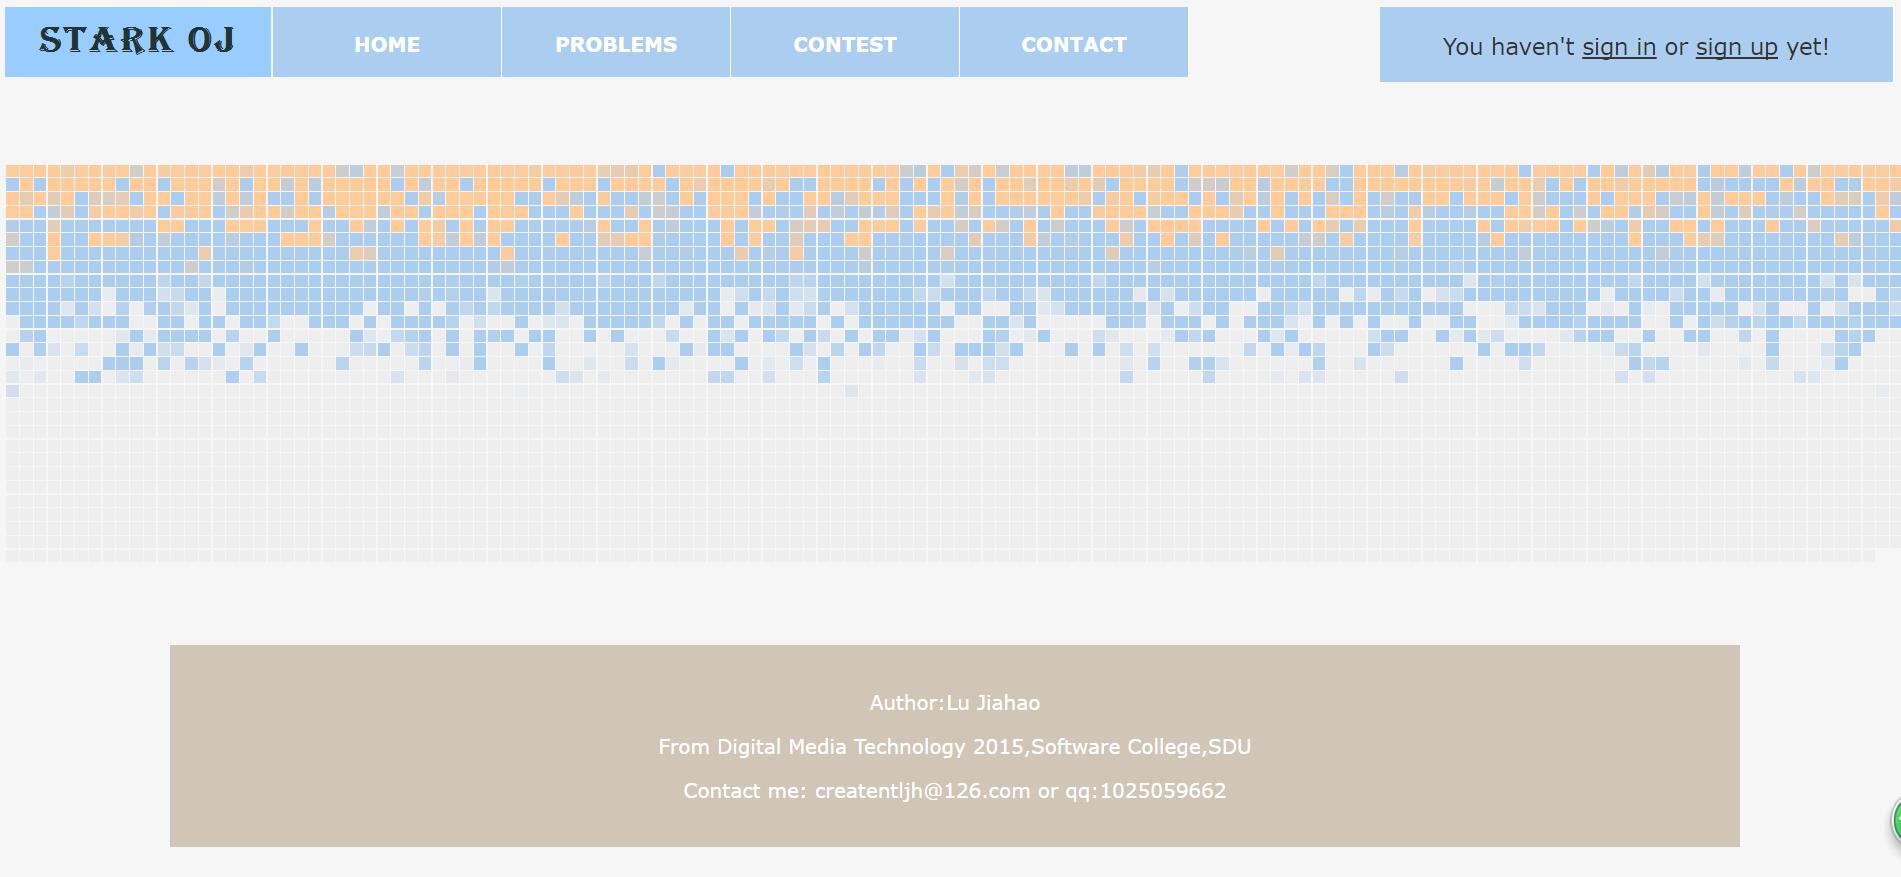 STARK OJ
HOME
PROBLEMS
CONTEST
CONTACT
You haven't sign in or sign up yet!
Author:Lu Jiahao
From Digital Media Technology 2015,Software College,SDU
Contact me: createntljh@126.com or qq:1025059662